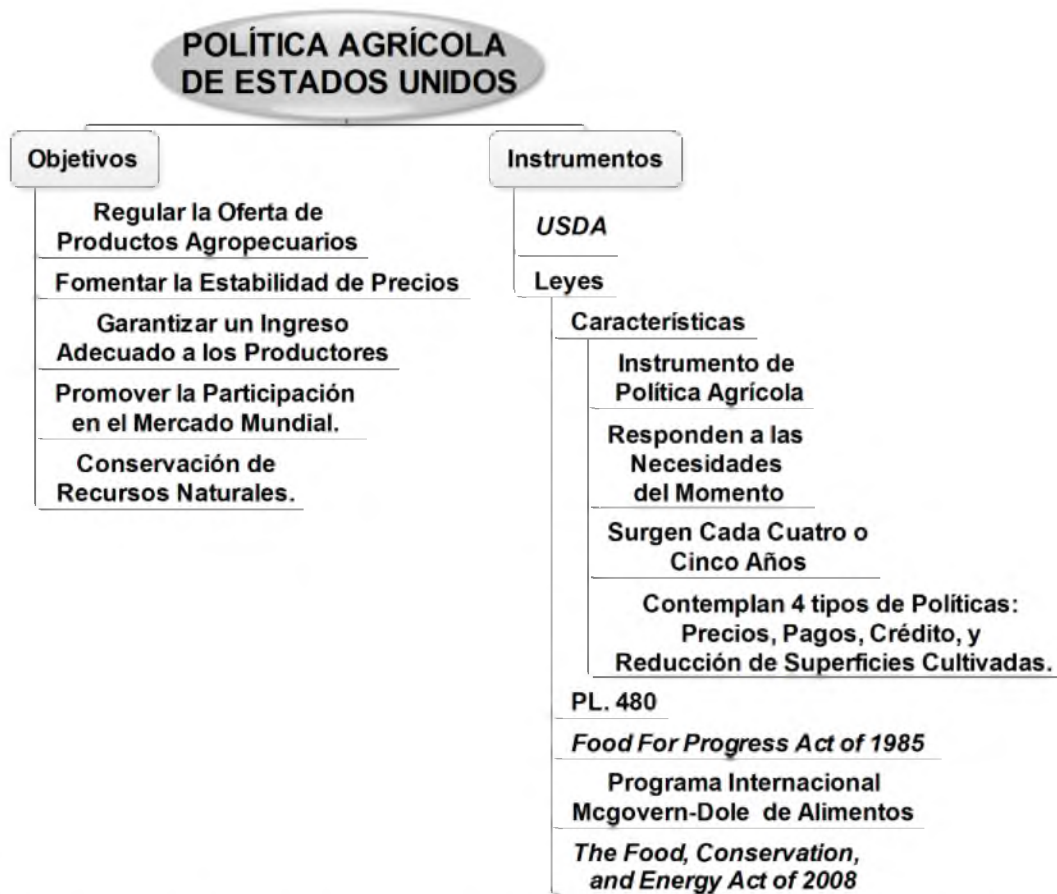 POLÍTICA AGRÍCOLA
DE ESTADOS UNIDOS
Objetivos
Regular la Oferta de
Productos Agropecuarios
Fomentar la Estabilidad de Precios
Garantizar un Ingreso
Adecuado a los Productores
Promover la Participación
en el Mercado Mundial.
Conservación de
Recursos Naturales.
Instrumentos
USDA
Leyes
Característicias
Instrumento de
Política Agrícola
Responden a las
Necesidades
del Momento
Surgen Cada Cuatro o
Cinco Años
Contemplan 4 tipos de Políticas:
Precios, Pagos, Crédito, y
Reducción de Superficies Cultivadas.
PL. 480
Food For Progress Act of 1985
Programa Internacional
Mcgovern-Dole de Alimentos
The Food, Conservation,
and Energy Act of 2008